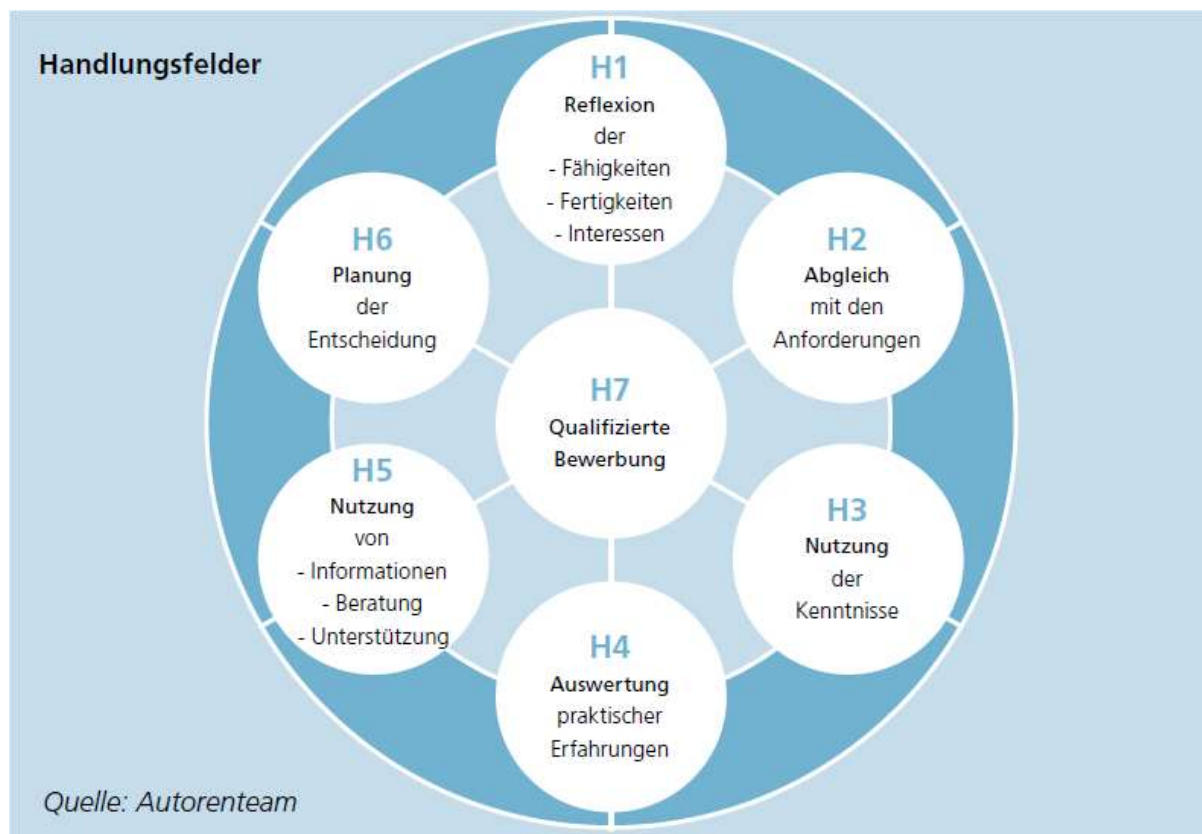 Handlungsfelder
H1
Reflexion
der
- Fähigkeiten
- Fertigkeiten
- Interessen
H2
Abgleich
mit den
Anforderungen
H3
Nutzung
der
Kenntnisse
H4
Auswertung
praktischer
Erfahrungen
H5
Nutzung
von
- Informationen
- Beratung
- Unterstützung
H6
Planung
der
Entscheidung
H7
Qualifizierte
Bewerbung
Quelle: Autorenteam